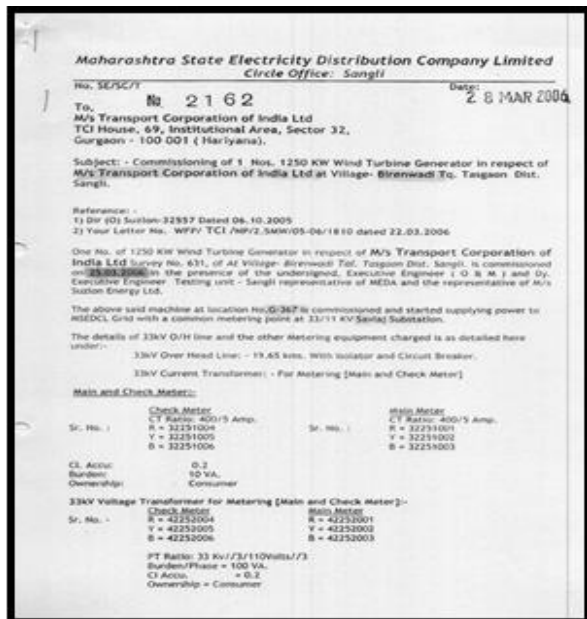 Maharashtra State Electricity Distribution Company Limited
Circle Office: Sangli
No. SE/SC/T
Date:
No 2162
2 8 MAR 2006
To,
M/s Transport Corporation of India Ltd
TCI House, 69, Institutional Area, Sector 32,
Gurgaon - 100 001 ( Hariyana).
Subject: - Commissioning of 1 Nos. 1250 KW Wind Turbine Generator in respect of
M/s Transport Corporation of India Ltd at Village- Birenwadi Tq. Tasgaon Dist.
Sangli.
Reference: -
1) Dir (O) Suzlon-32557 Dated 06.10.2005
2) Your Letter No. WFP/ TCI /NP/2.5MW/05-06/1810 dated 22.03.2006
One No. of 1250 KW Wind Turbine Generator in respect of M/s Transport Corporation of
India Ltd Survey No. 631, of At Village- Birenwadi Tal. Tasgaon Dist. Sangli. is commissioned
on 25.03.2006 in the presence of the undersigned, Executive Engineer ( O & M ) and Dy.
Executive Engineer Testing unit - Sangli representative of MEDA and the representative of M/s
Suzlon Energy Ltd.
The above said machine at location No.G-367 is commissioned and started supplying power to
MSEDCL Grid with a common metering point at 33/11 KV Savlaj Substation.
The details of 33kV O/H line and the other Metering equipment charged is as detailed here
under:-
33kV Over Head Line: - 19.65 kms. With Isolator and Circuit Breaker.
33kV Current Transformer: - For Metering [Main and Check Meter]
Main and Check Meter:-
Check Meter Main Meter
CT Ratio: 400/5 Amp. CT Ratio: 400/5 Amp.
Sr. No. : R = 32251004 Sr. No. : R = 32251001
Y = 32251005 Y = 32251002
B = 32251006 B = 32251003
CL Accu: 0.2
Burden: 10 VA.
Ownership: Consumer
33kV Voltage Transformer for Metering [Main and Check Meter]:-
Check Meter Main Meter
Sr. No. - R = 42252004 R = 42252001
Y = 42252005 Y = 42252002
B = 42252006 B = 42252003
PT Ratio: 33 Kv//3/110Volts//3
Burden/Phase = 100 VA.
Cl Accu. = 0.2
Ownership = Consumer